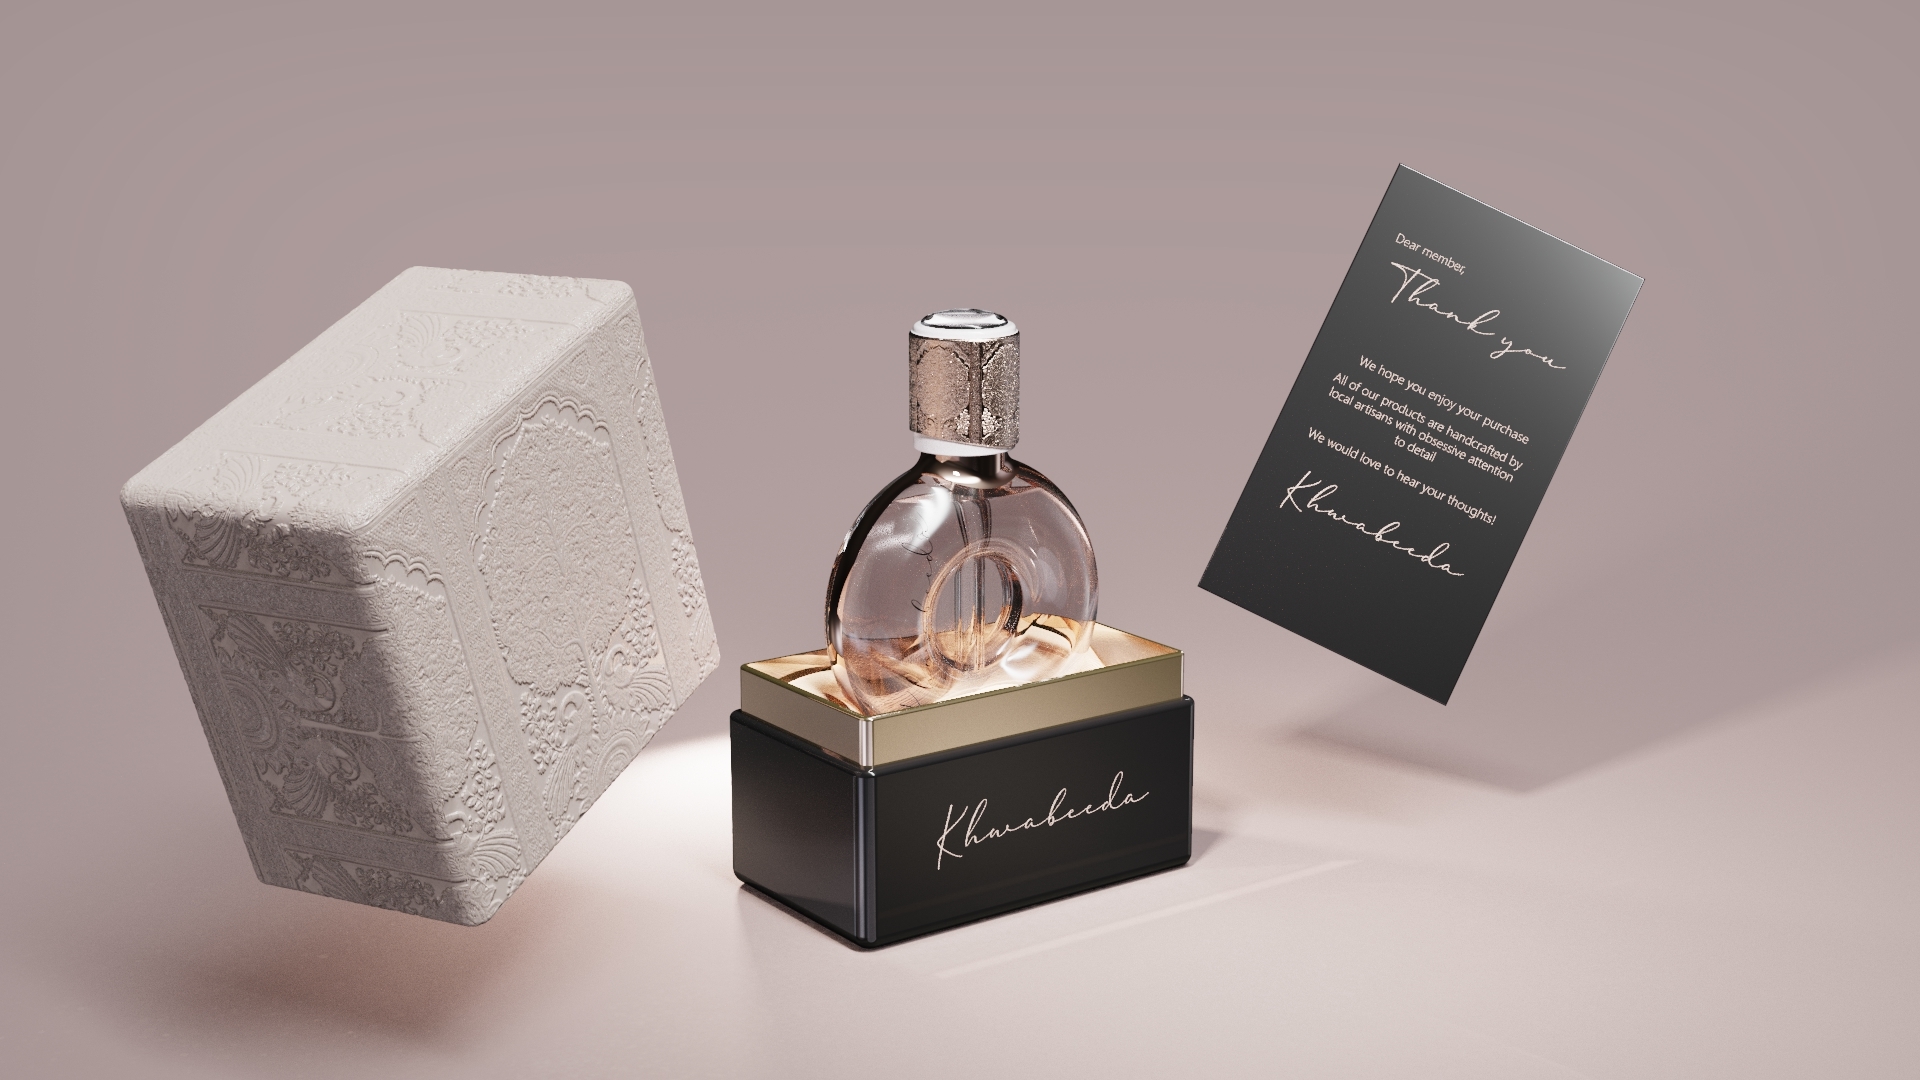 Khwabeeda
Dear member,
Thank you
We hope you enjoy your purchase
All of our products are handcrafted by
local artisans with obsessive attention
to detail
We would love to hear your thoughts!
Khwabeeda